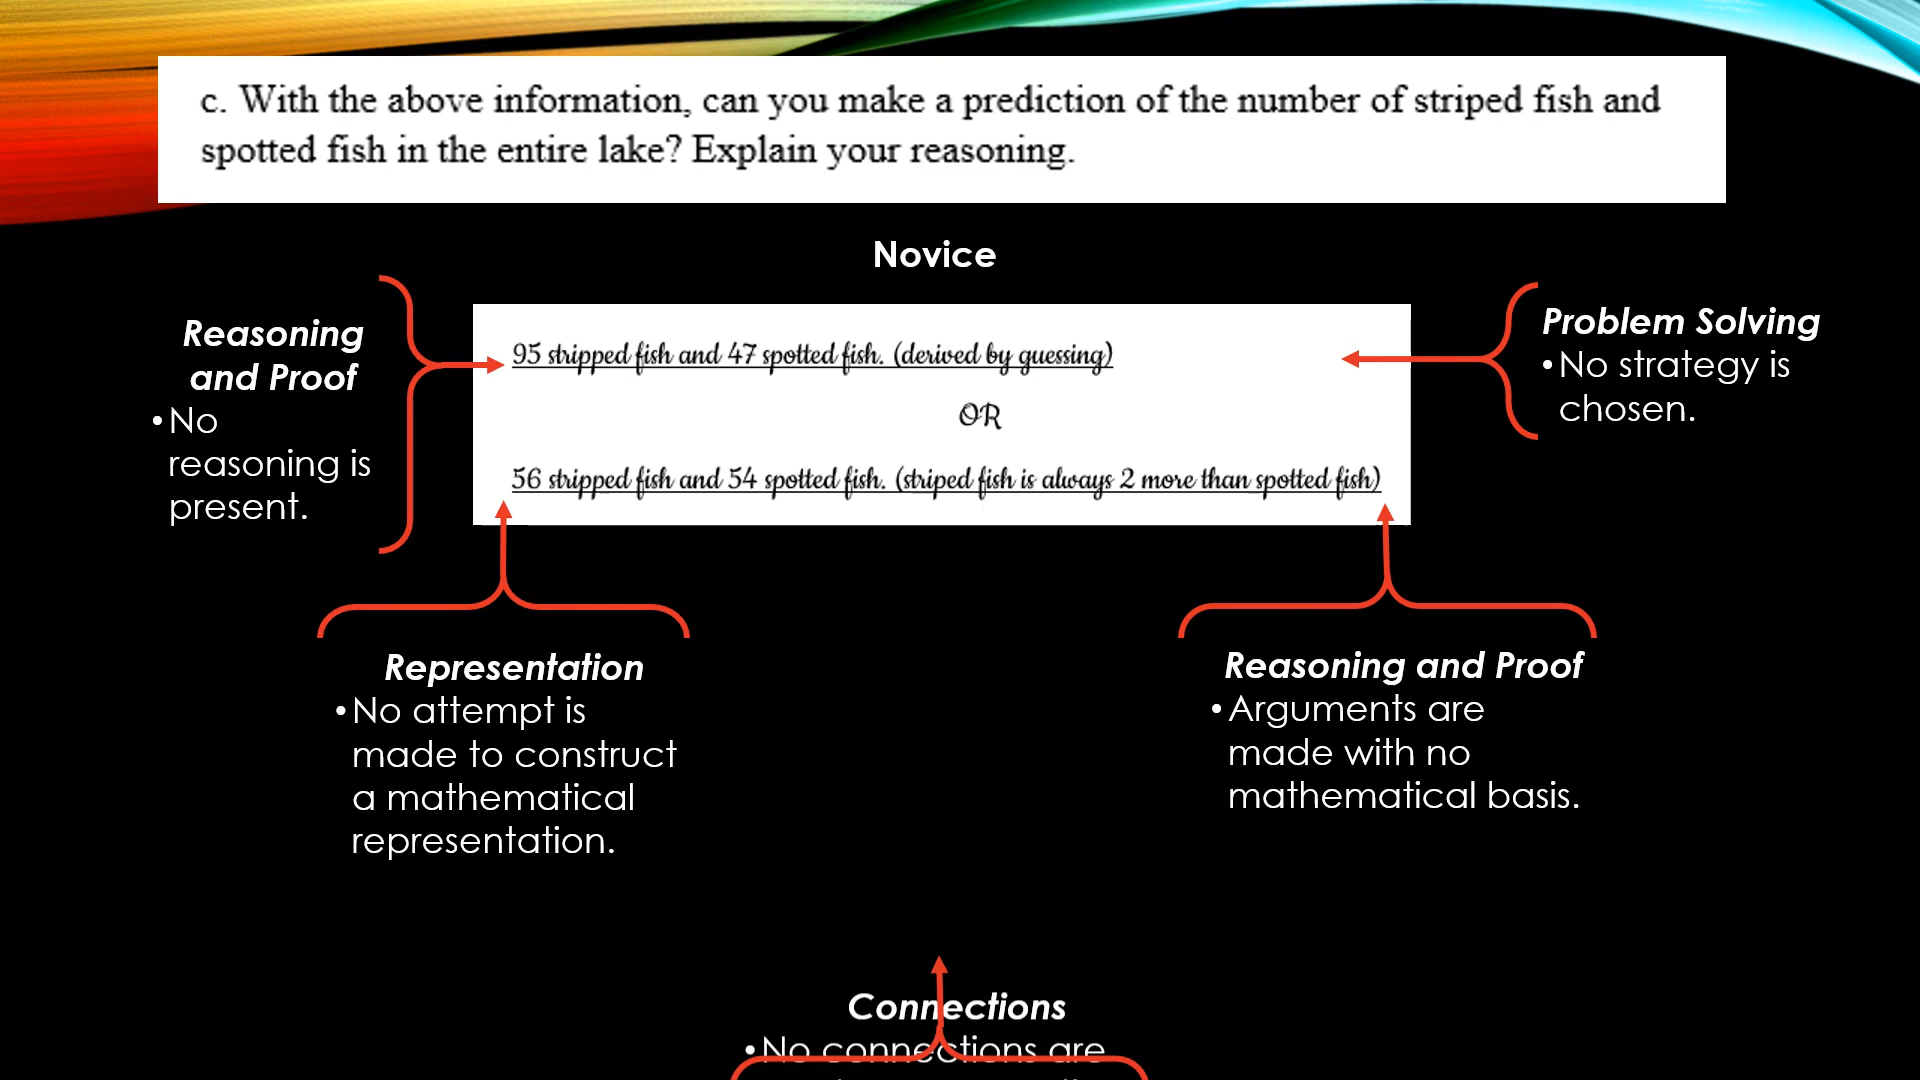 c. With the above information, can you make a prediction of the number of striped fish and
spotted fish in the entire lake? Explain your reasoning.
Novice
Reasoning
and Proof
•No
reasoning is
present.
95 stripped fish and 47 spotted fish. (derived by guessing)
OR
56 stripped fish and 54 spotted fish. (striped fish is always 2 more than spotted fish)
Problem Solving
•No strategy is
chosen.
Representation
•No attempt is
made to construct
a mathematical
representation.
Reasoning and Proof
•Arguments are
made with no
mathematical basis.
Connections
•No connections are